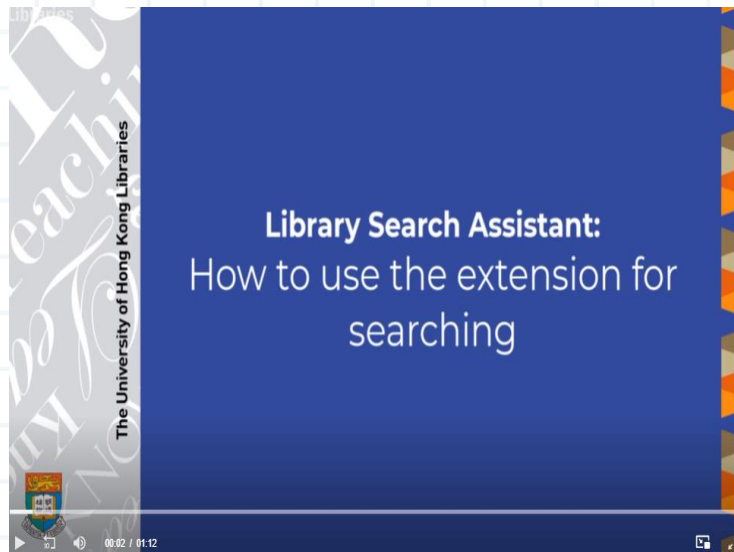 Libraries
The University of Hong Kong Libraries
Library Search Assistant:
How to use the extension for
searching
00:02 / 01:12